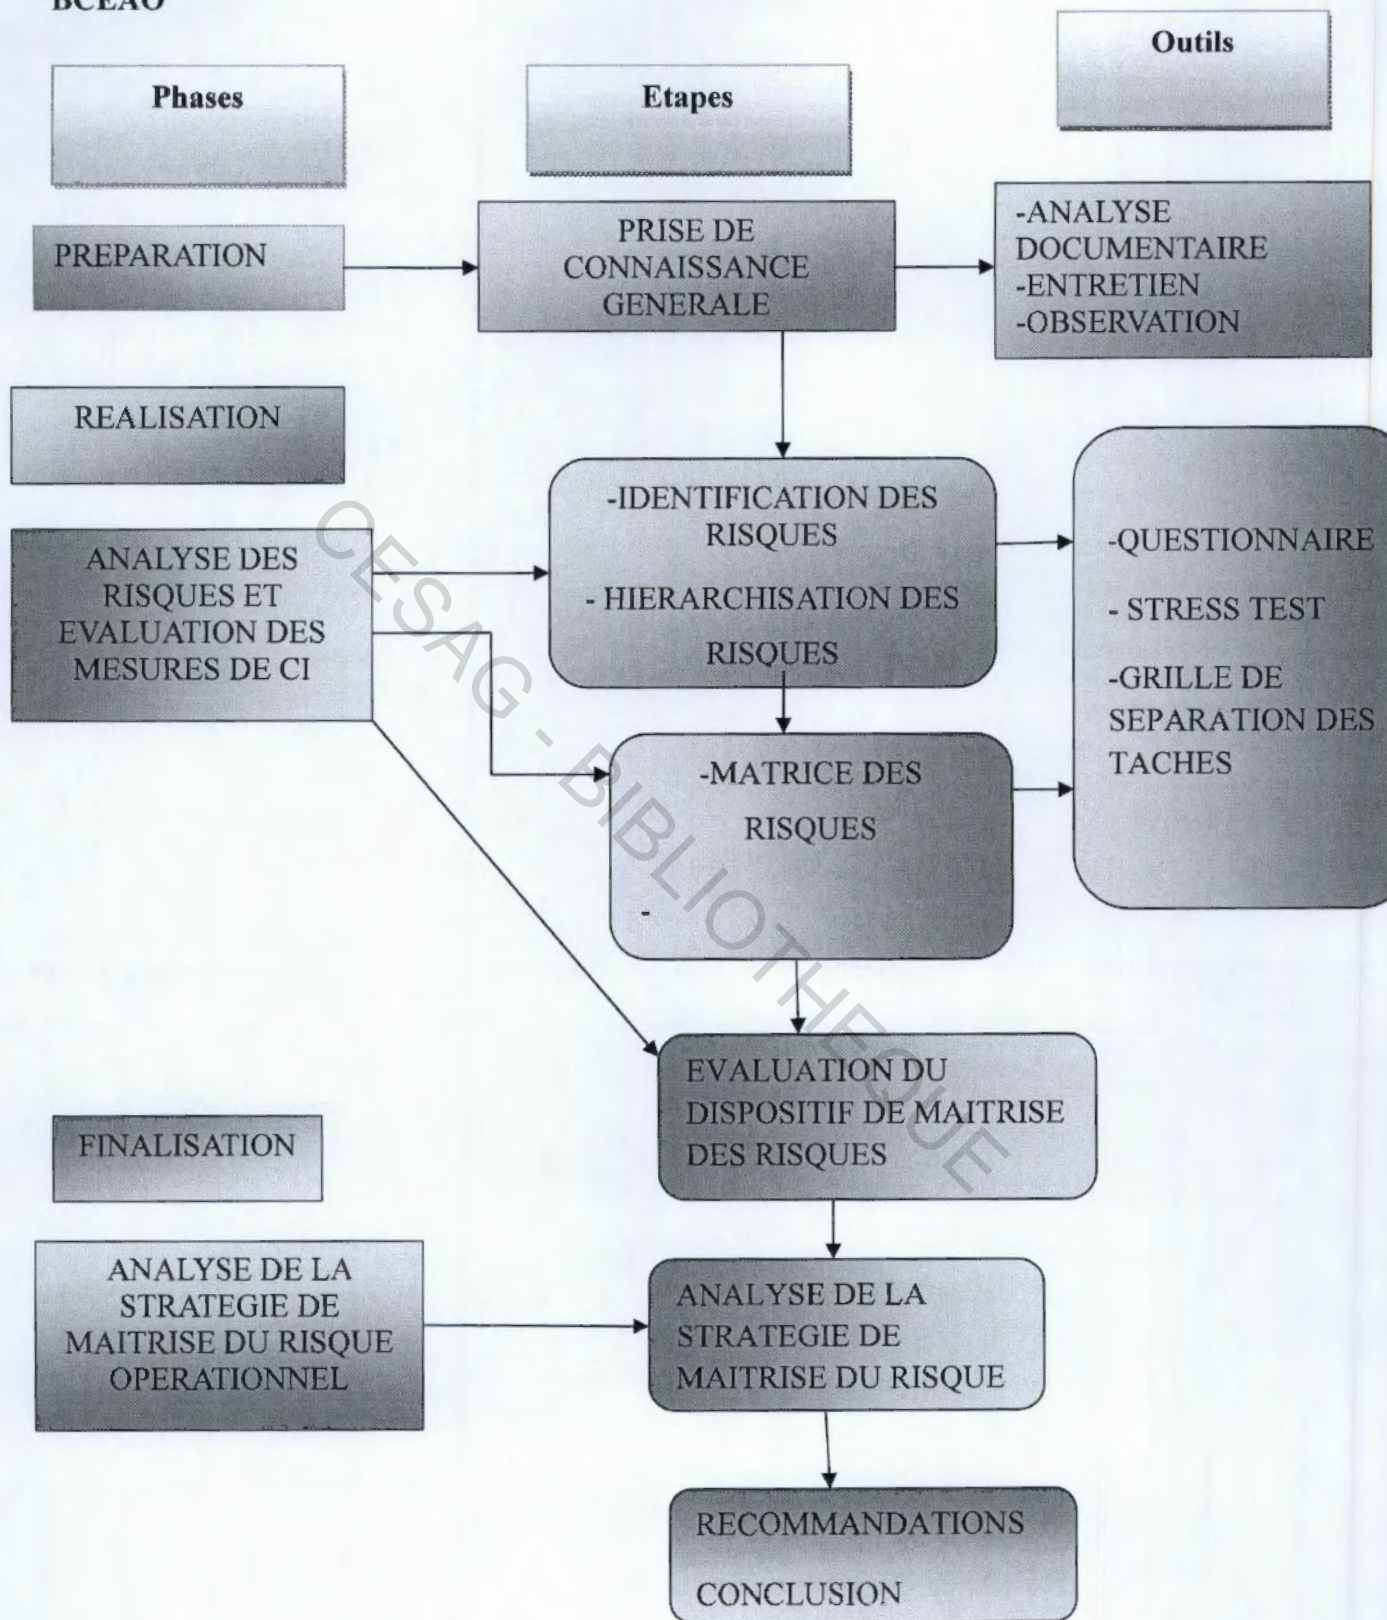 BCEAO
Phases
Etapes
Outils
PREPARATION
PRISE DE
CONNAISSANCE
GENERALE
-ANALYSE
DOCUMENTAIRE
-ENTRETIEN
-OBSERVATION
REALISATION
ANALYSE DES
RISQUES ET
EVALUATION DES
MESURES DE CI
-IDENTIFICATION DES
RISQUES
- HIERARCHISATION DES
RISQUES
-QUESTIONNAIRE
- STRESS TEST
-GRILLE DE
SEPARATION DES
TACHES
-MATRICE DES
RISQUES
-
EVALUATION DU
DISPOSITIF DE MAITRISE
DES RISQUES
FINALISATION
ANALYSE DE LA
STRATEGIE DE
MAITRISE DU RISQUE
OPERATIONNEL
ANALYSE DE LA
STRATEGIE DE
MAITRISE DU RISQUE
RECOMMANDATIONS
CONCLUSION
CESAG - BIBLIOTHEQUE